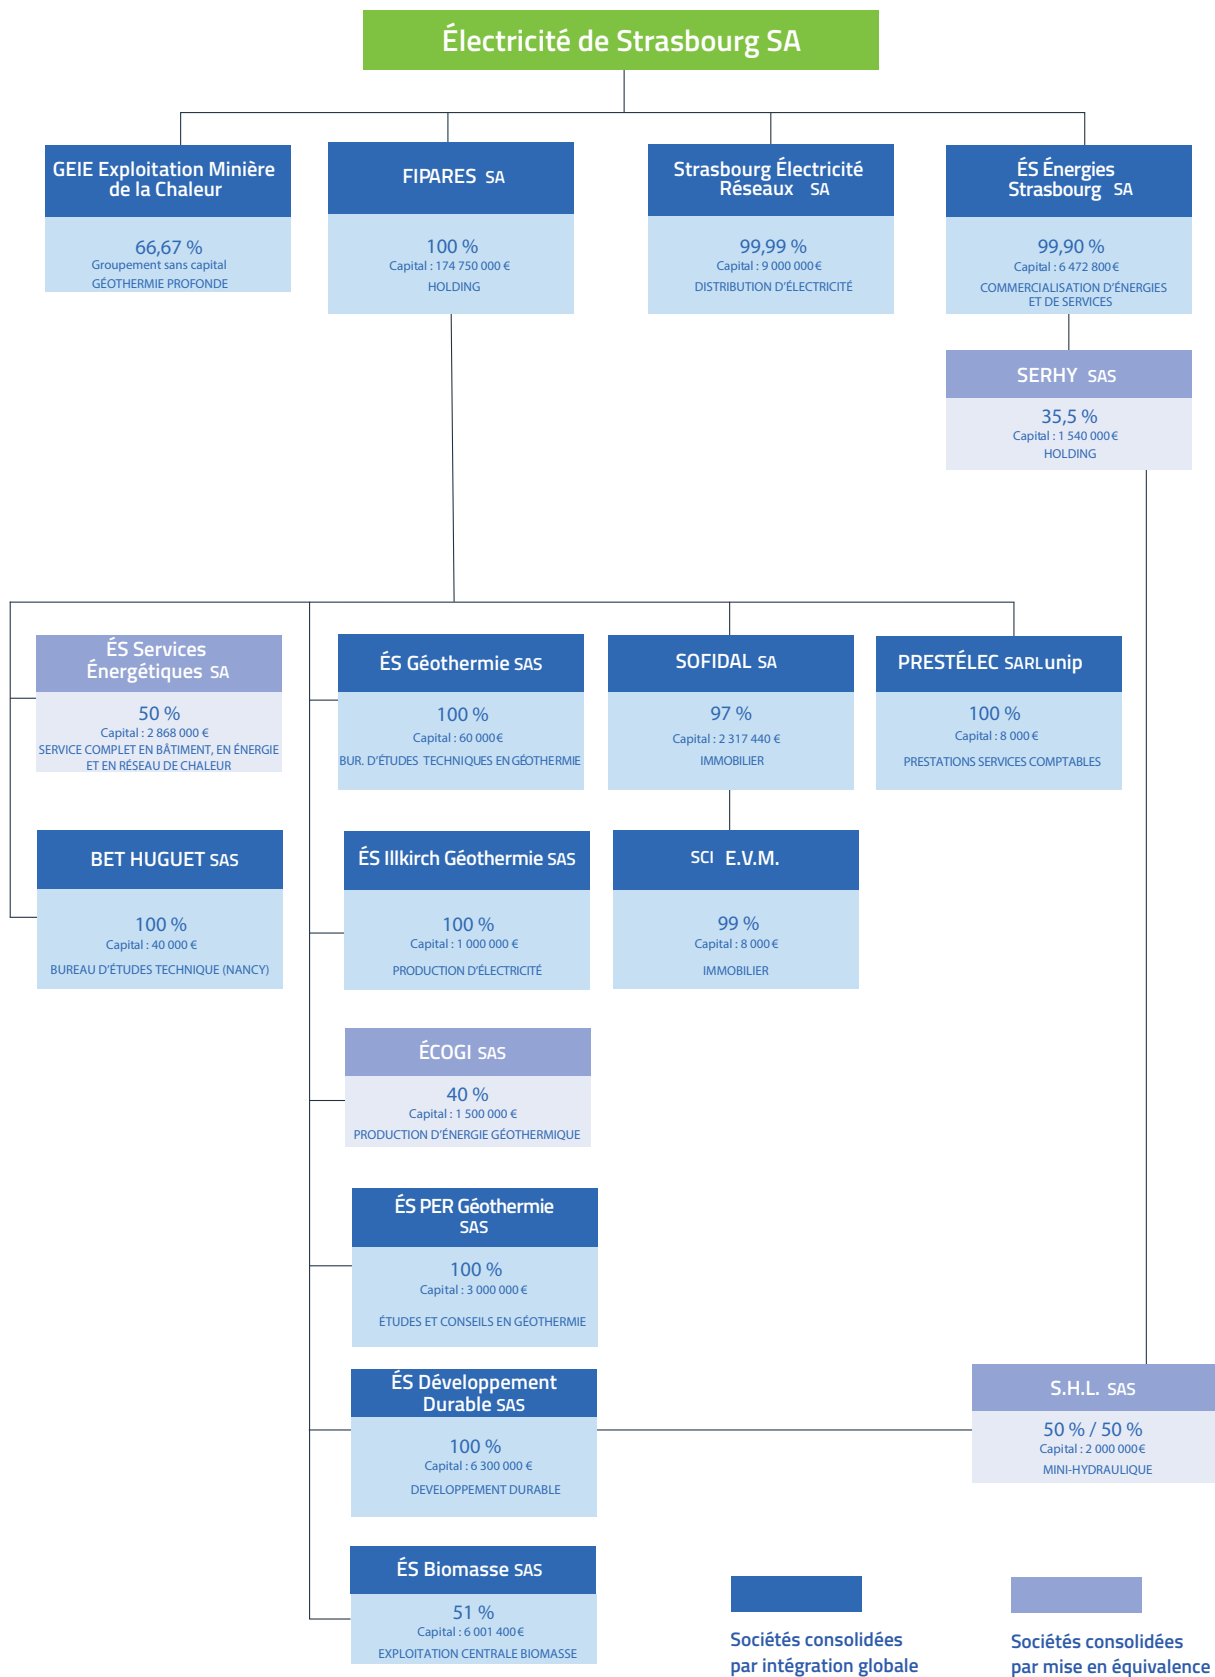 Électricité de Strasbourg SA
GEIE Exploitation Minière
de la Chaleur
66,67 %
Groupement sans capital
GÉOTHERMIE PROFONDE
FIPARES SA
100 %
Capital : 174 750 000 €
HOLDING
Strasbourg Électricité
Réseaux SA
99,99 %
Capital : 9 000 000 €
DISTRIBUTION D'ÉLECTRICITÉ
ÉS Énergies
Strasbourg SA
99,90 %
Capital : 6 472 800 €
COMMERCIALISATION D'ÉNERGIES
ET DE SERVICES
SERHY SAS
35,5 %
Capital : 1 540 000 €
HOLDING
ÉS Services
Énergétiques SA
50 %
Capital : 2 868 000 €
SERVICE COMPLET EN BÂTIMENT, EN ÉNERGIE
ET EN RÉSEAU DE CHALEUR
ÉS Géothermie SAS
100 %
Capital : 60 000 €
BUR. D'ÉTUDES TECHNIQUES EN GÉOTHERMIE
SOFIDAL SA
97 %
Capital : 2 317 440 €
IMMOBILIER
PRESTÉLEC SARL unip
100 %
Capital : 8 000 €
PRESTATIONS SERVICES COMPTABLES
BET HUGUET SAS
100 %
Capital : 40 000 €
BUREAU D'ÉTUDES TECHNIQUE (NANCY)
ÉS Illkirch Géothermie SAS
100 %
Capital : 1 000 000 €
PRODUCTION D'ÉLECTRICITÉ
SCI E.V.M.
99 %
Capital : 8 000 €
IMMOBILIER
ÉCOGI SAS
40 %
Capital : 1 500 000 €
PRODUCTION D'ÉNERGIE GÉOTHERMIQUE
ÉS PER Géothermie
SAS
100 %
Capital : 3 000 000 €
ÉTUDES ET CONSEILS EN GÉOTHERMIE
ÉS Développement
Durable SAS
100 %
Capital : 6 300 000 €
DEVELOPPEMENT DURABLE
S.H.L. SAS
50 % / 50 %
Capital : 2 000 000 €
MINI-HYDRAULIQUE
ÉS Biomasse SAS
51 %
Capital : 6 001 400 €
EXPLOITATION CENTRALE BIOMASSE
Sociétés consolidées
par intégration globale
Sociétés consolidées
par mise en équivalence